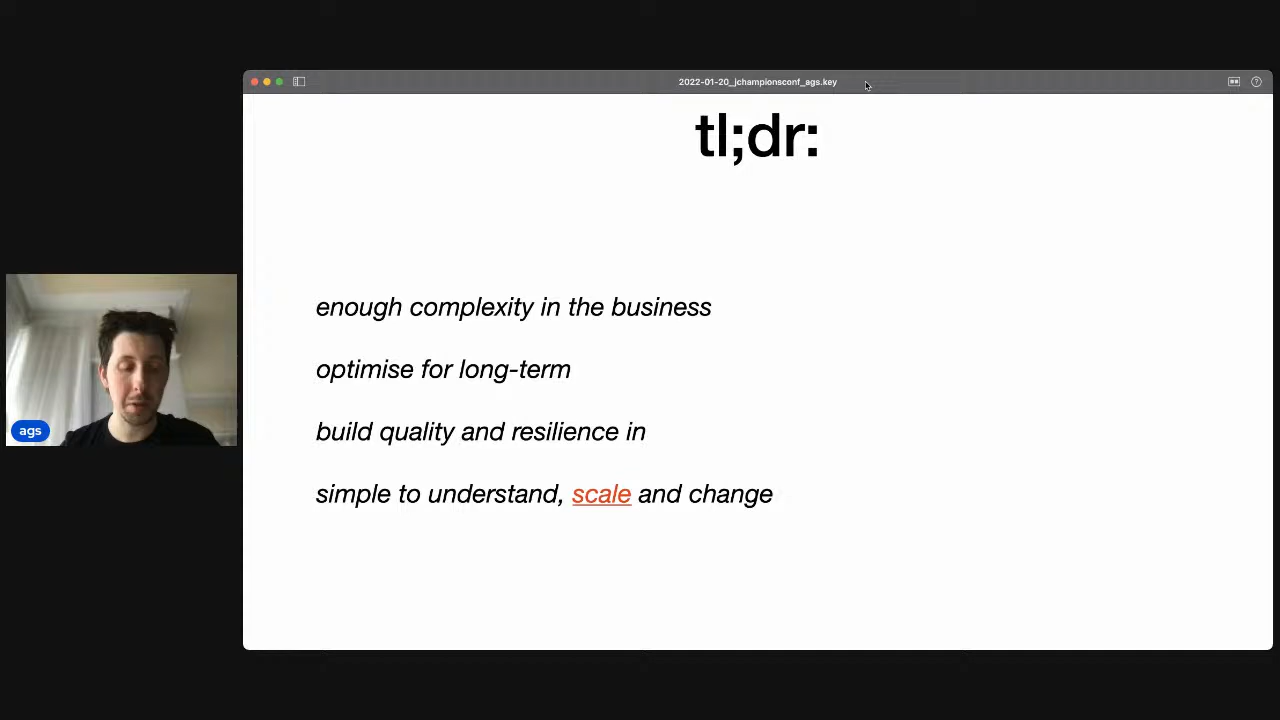 2022-01-20_jchampionsconf_ags.key
tl;dr:
enough complexity in the business
optimise for long-term
build quality and resilience in
simple to understand, scale and change
ags